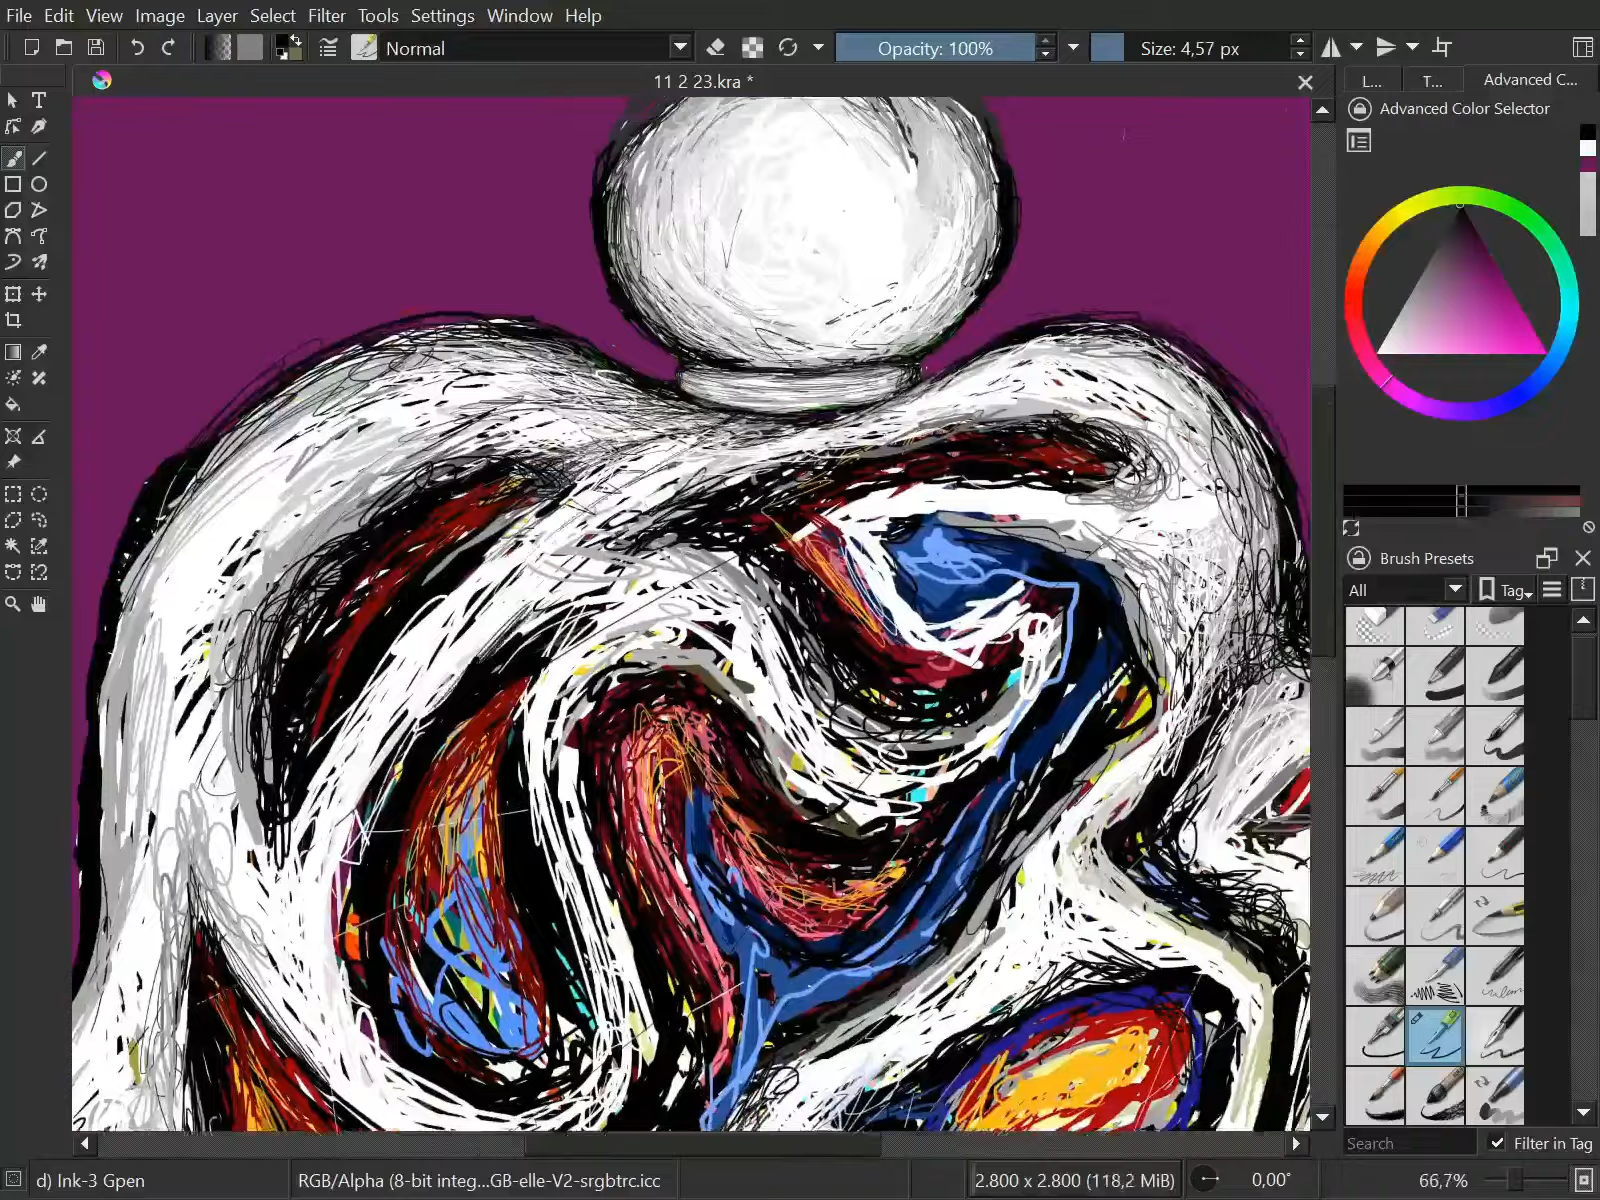 File Edit View Image Layer Select Filter Tools Settings Window Help
Normal
Opacity: 100%
Size: 4,57 px
11 2 23.kra *
L... T... Advanced C...
Advanced Color Selector
Brush Presets
All
Tag
Search
Filter in Tag
d) Ink-3 Gpen
RGB/Alpha (8-bit integ...GB-elle-V2-srgbtrc.icc
2.800 x 2.800 (118,2 MiB)
0,00°
66,7%